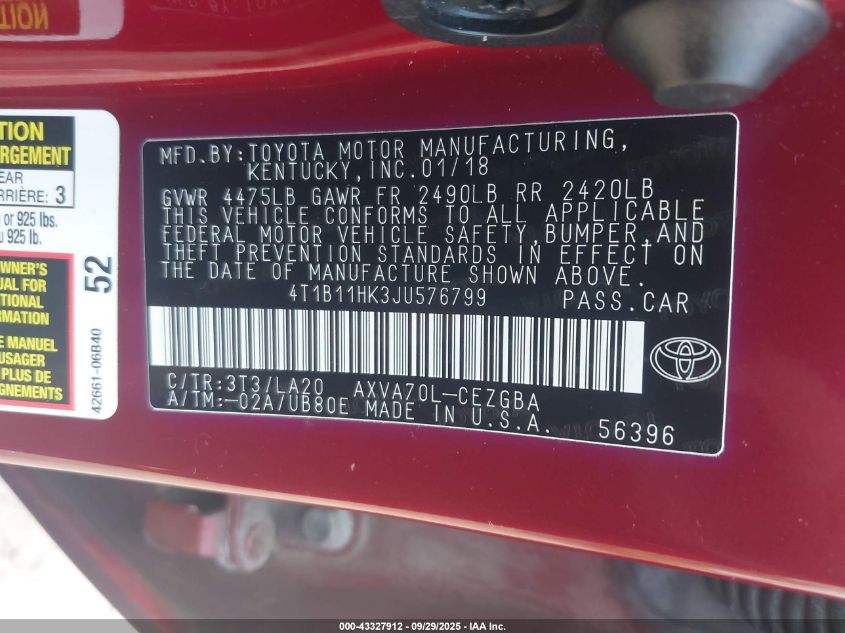 TION
TION
RGEMENT
EAR
RRIÈRE: 3
or 925 lbs.
u 925 lb.
WNER'S
UAL FOR
TIONAL
RMATION
E MANUEL
USAGER
PLUS DE
GNEMENTS
52
42661-06B40
MFD.BY:TOYOTA MOTOR MANUFACTURING,
KENTUCKY, INC.01/18
GVWR 4475LB GAWR FR 2490LB RR 2420LB
THIS VEHICLE CONFORMS TO ALL APPLICABLE
FEDERAL MOTOR VEHICLE SAFETY,BUMPER,AND
THEFT PREVENTION STANDARDS IN EFFECT ON
THE DATE OF MANUFACTURE SHOWN ABOVE.
4T1B11HK3JU576799 PASS.CAR
C/TR:3T3/LA20 AXVA70L-CEZGBA
A/TM:-02A/UB80E MADE IN U.S.A. 56396
000-43327912 | 09/29/2025 | IAA Inc.